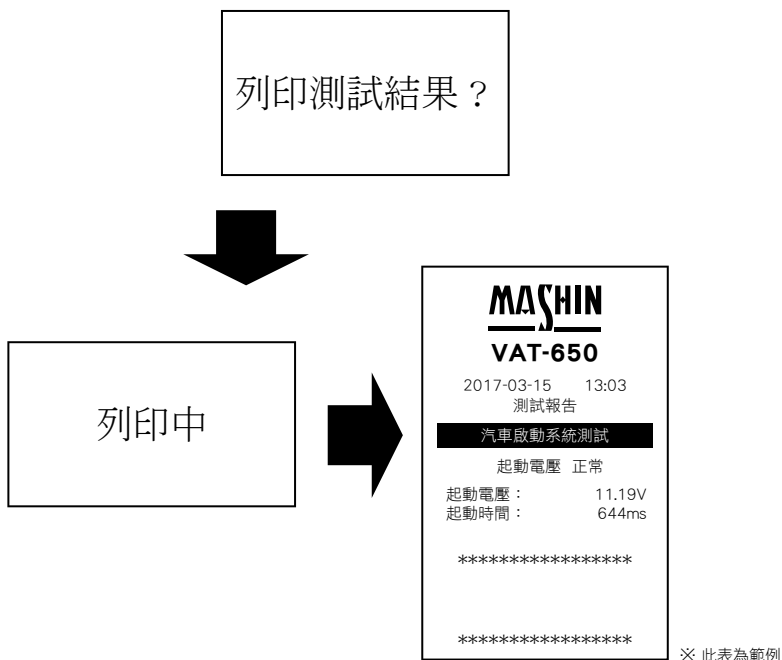 列印測試結果？
列印中
MASHIN
VAT-650
2017-03-15 13:03
測試報告
汽車啟動系統測試
起動電壓 正常
起動電壓： 11.19V
起動時間： 644ms
*****************
*****************
※ 此表為範例